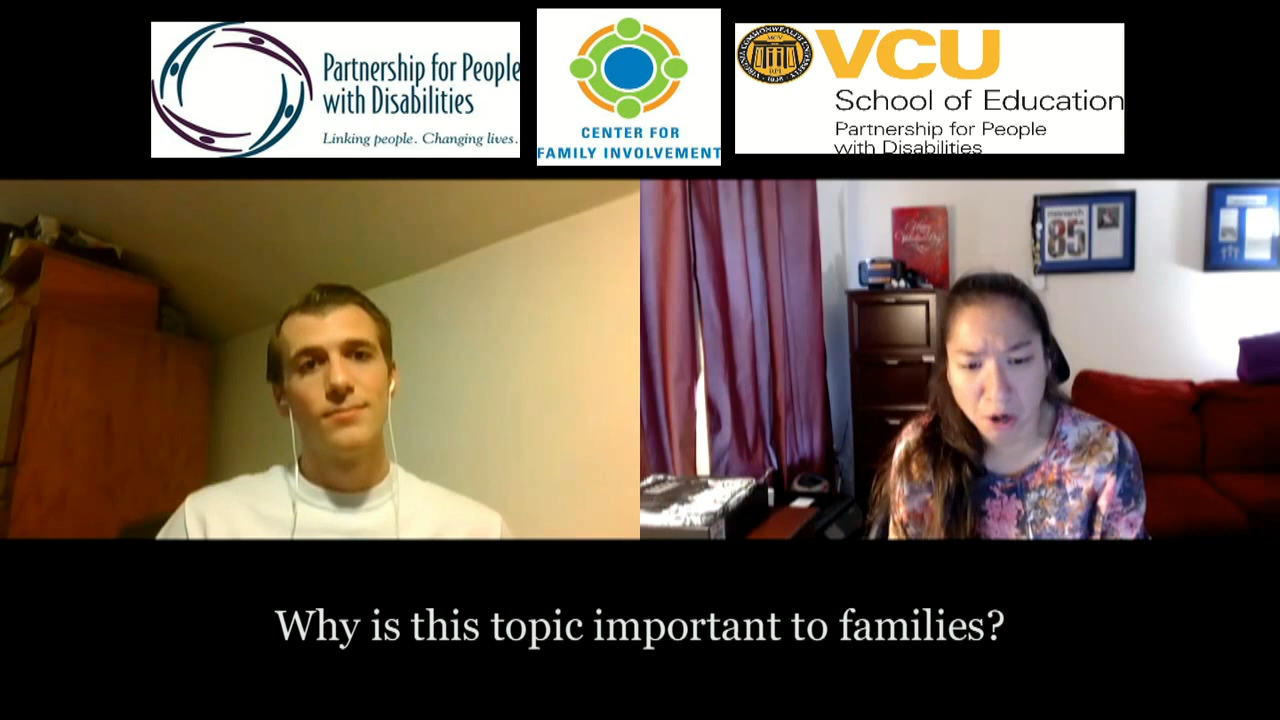 Partnership for People
with Disabilities
Linking people. Changing lives.
CENTER FOR
FAMILY INVOLVEMENT
VCU
School of Education
Partnership for People
with Disabilities
85
Why is this topic important to families?